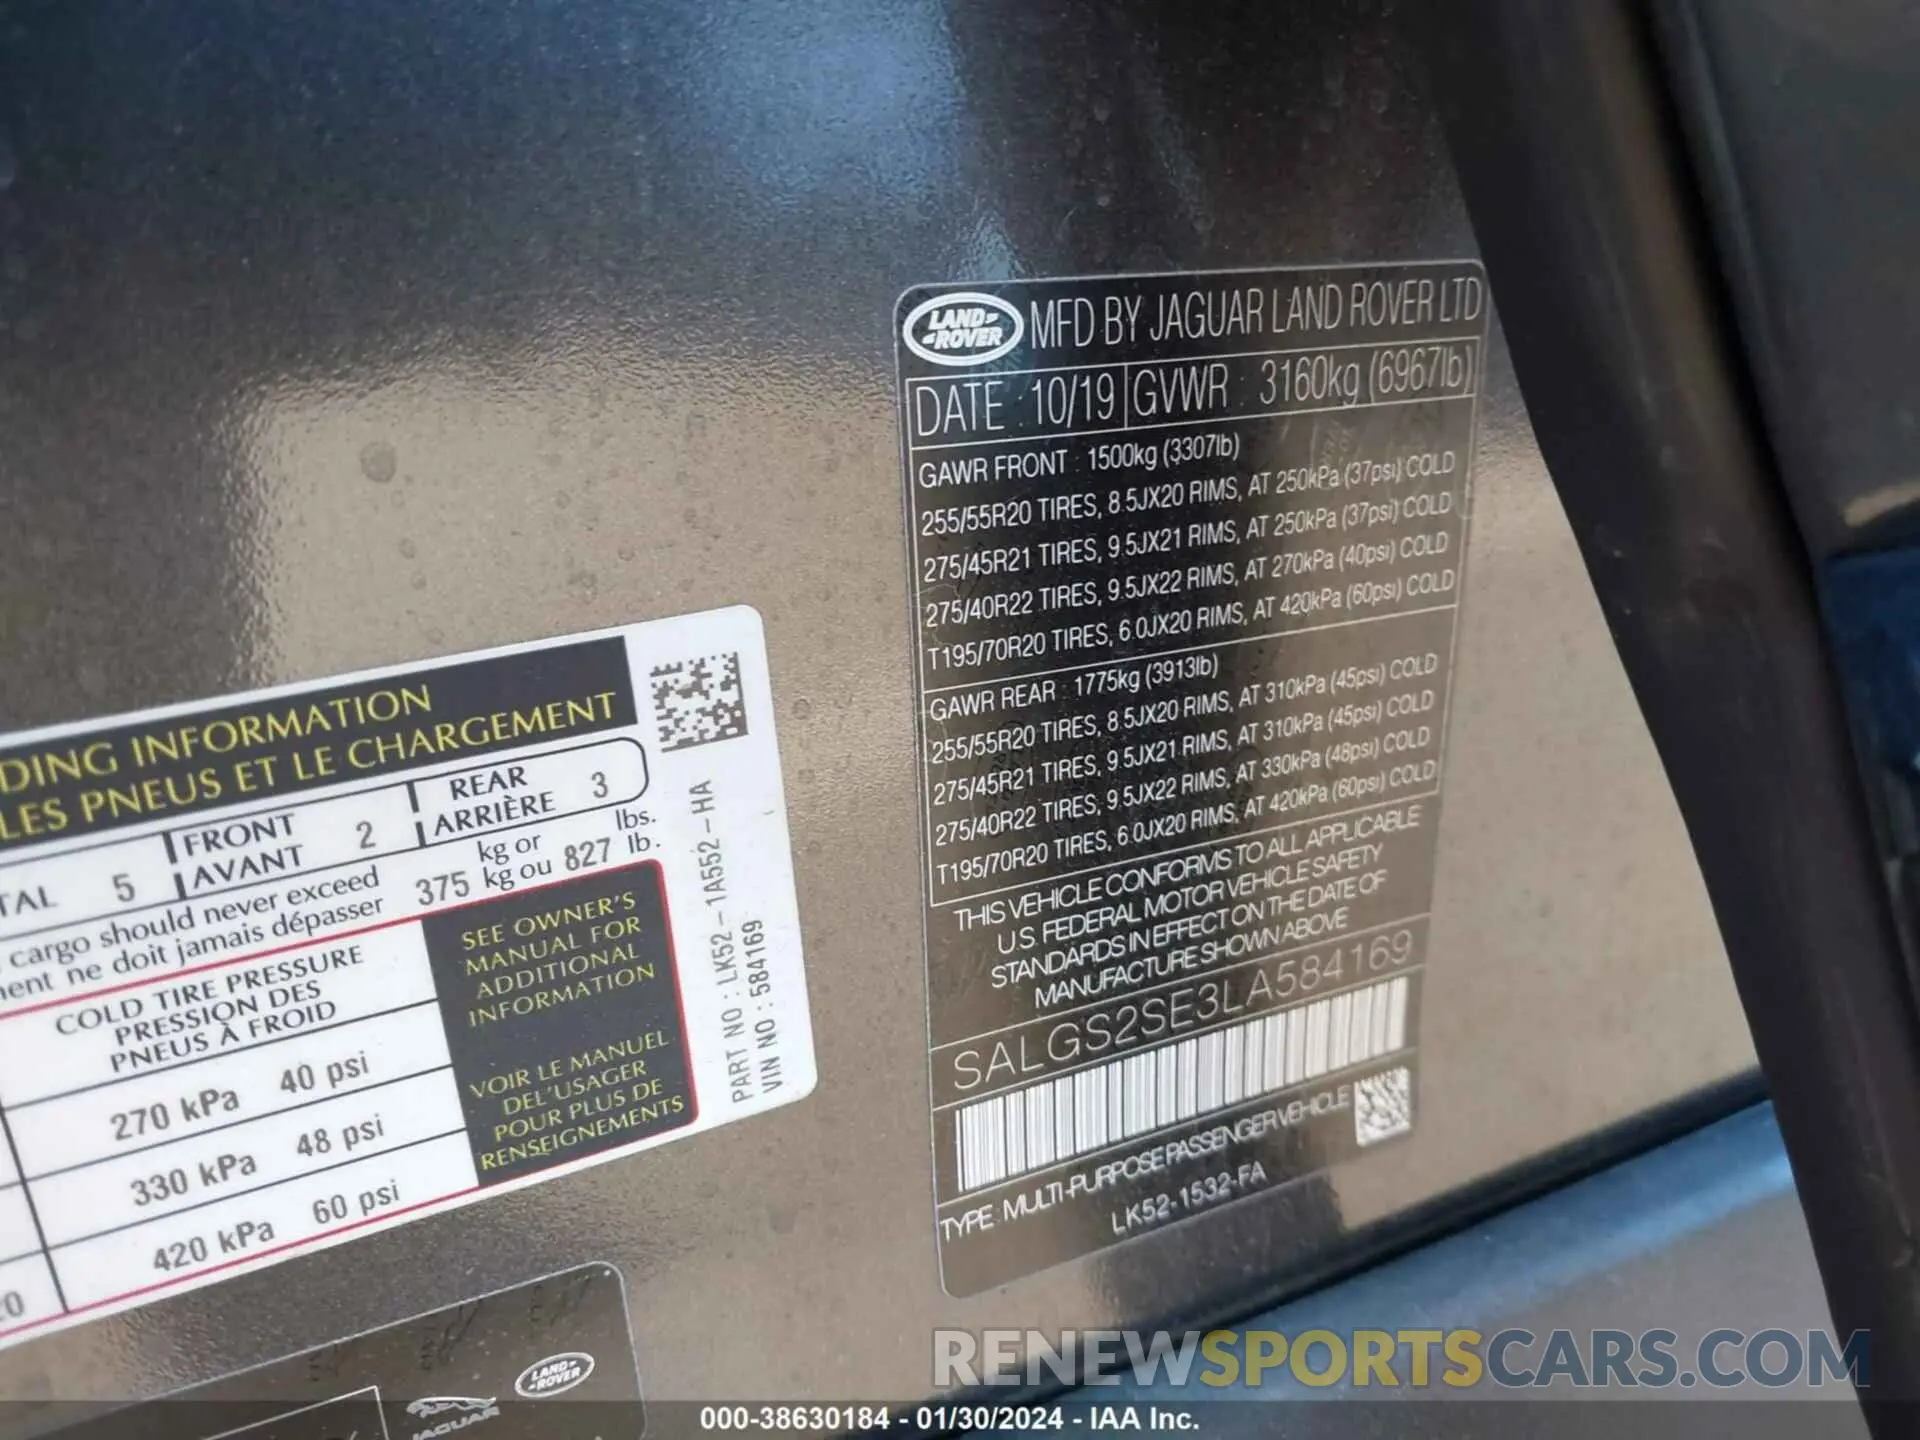 DING INFORMATION
LES PNEUS ET LE CHARGEMENT
TAL 5 FRONT AVANT 2 REAR ARRIÈRE 3
cargo should never exceed 375 kg or 827 lbs.
ent ne doit jamais dépasser kg ou lb.
COLD TIRE PRESSURE
PRESSION DES
PNEUS À FROID
270 kPa 40 psi
330 kPa 48 psi
420 kPa 60 psi
SEE OWNER'S
MANUAL FOR
ADDITIONAL
INFORMATION
VOIR LE MANUEL
DEL'USAGER
POUR PLUS DE
RENSEIGNEMENTS
PART NO : LK52 - 1A552 - HA
VIN NO : 584169
LAND ROVER
JAGUAR
LAND ROVER
MFD BY JAGUAR LAND ROVER LTD
DATE : 10/19 GVWR : 3160kg (6967lb)
GAWR FRONT : 1500kg (3307lb)
255/55R20 TIRES, 8.5JX20 RIMS, AT 250kPa (37psi) COLD
275/45R21 TIRES, 9.5JX21 RIMS, AT 250kPa (37psi) COLD
275/40R22 TIRES, 9.5JX22 RIMS, AT 270kPa (40psi) COLD
T195/70R20 TIRES, 6.0JX20 RIMS, AT 420kPa (60psi) COLD
GAWR REAR : 1775kg (3913lb)
255/55R20 TIRES, 8.5JX20 RIMS, AT 310kPa (45psi) COLD
275/45R21 TIRES, 9.5JX21 RIMS, AT 310kPa (45psi) COLD
275/40R22 TIRES, 9.5JX22 RIMS, AT 330kPa (48psi) COLD
T195/70R20 TIRES, 6.0JX20 RIMS, AT 420kPa (60psi) COLD
THIS VEHICLE CONFORMS TO ALL APPLICABLE
U.S. FEDERAL MOTOR VEHICLE SAFETY
STANDARDS IN EFFECT ON THE DATE OF
MANUFACTURE SHOWN ABOVE
SALGS2SE3LA584169
TYPE: MULTI-PURPOSE PASSENGER VEHICLE
LK52-1532-FA
RENEWSPORTSCARS.COM
000-38630184 - 01/30/2024 - IAA Inc.